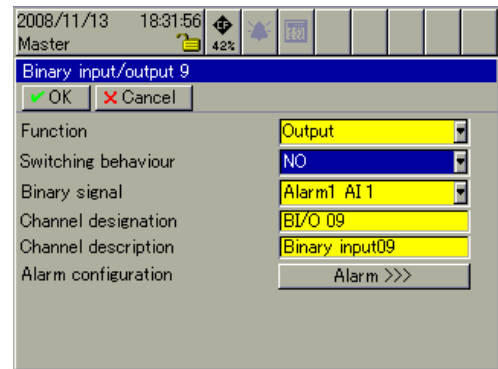 2008/11/13 18:31:56
Master
CF
42%
Binary input/output 9
OK Cancel
Function Output
Switching behaviour NO
Binary signal Alarm1 AI 1
Channel designation BI/O 09
Channel description Binary input09
Alarm configuration Alarm >>>